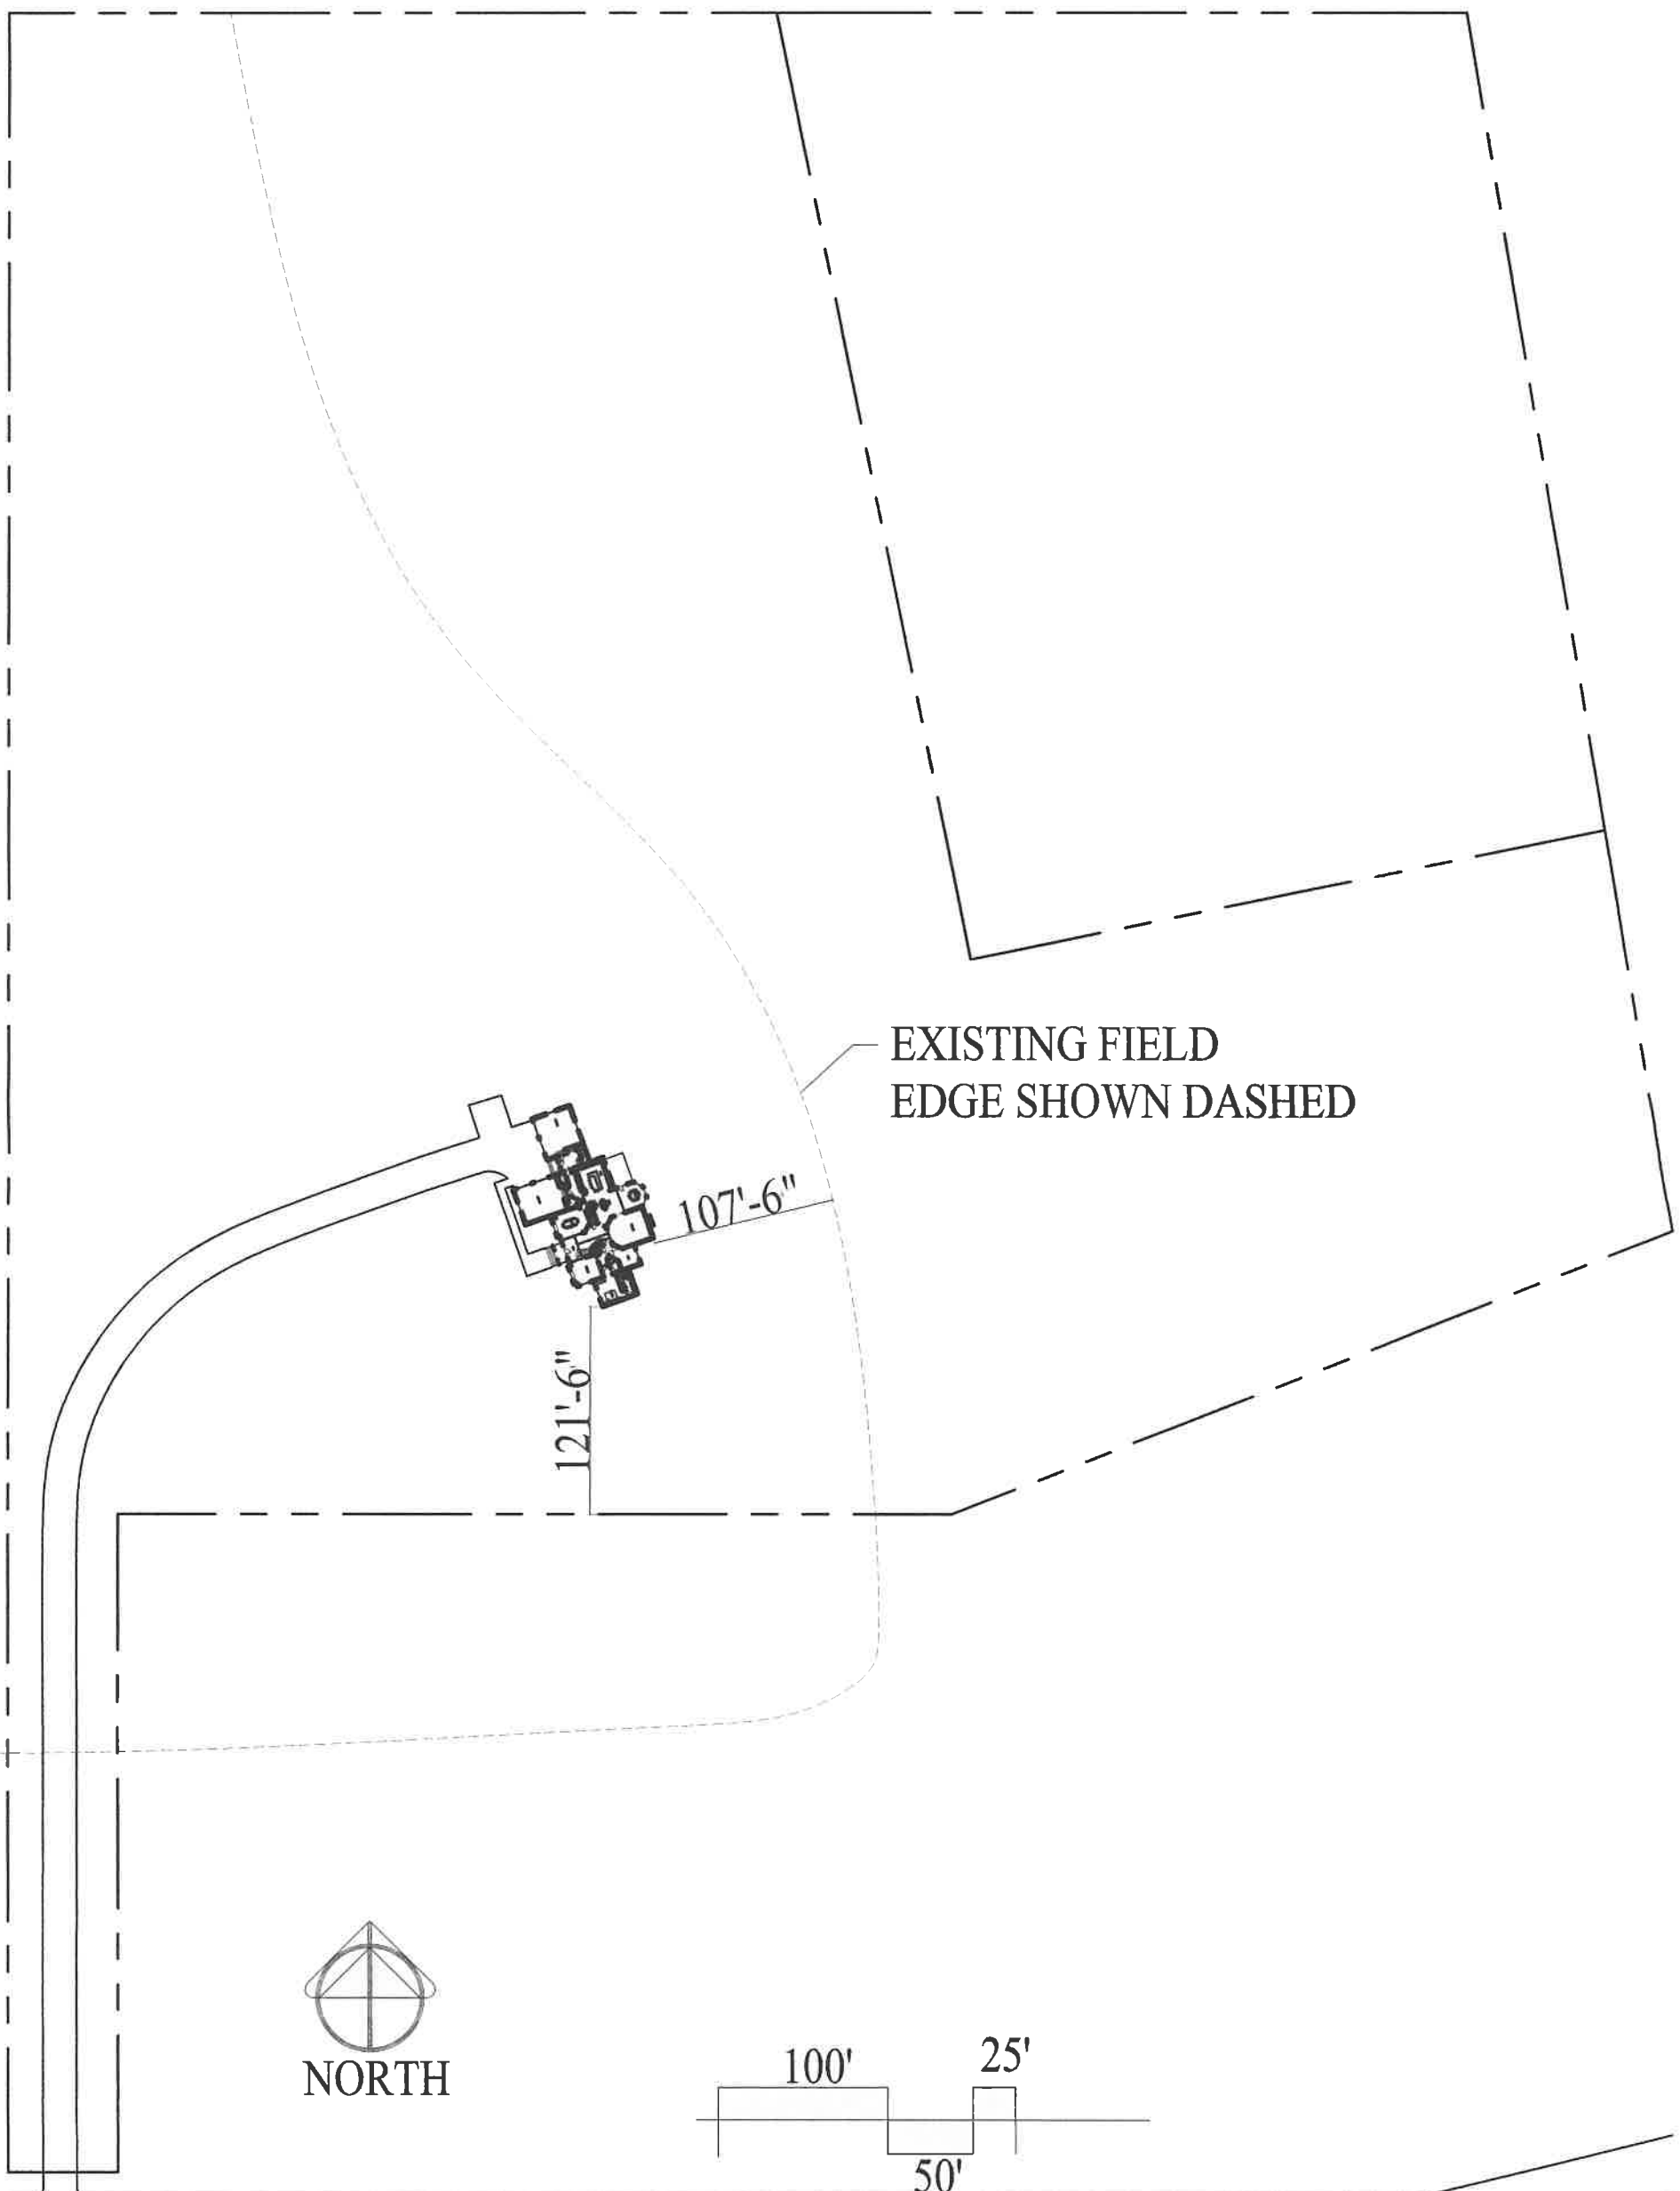 EXISTING FIELD
EDGE SHOWN DASHED
107'-6"
121'-6"
NORTH
100'
25'
50'